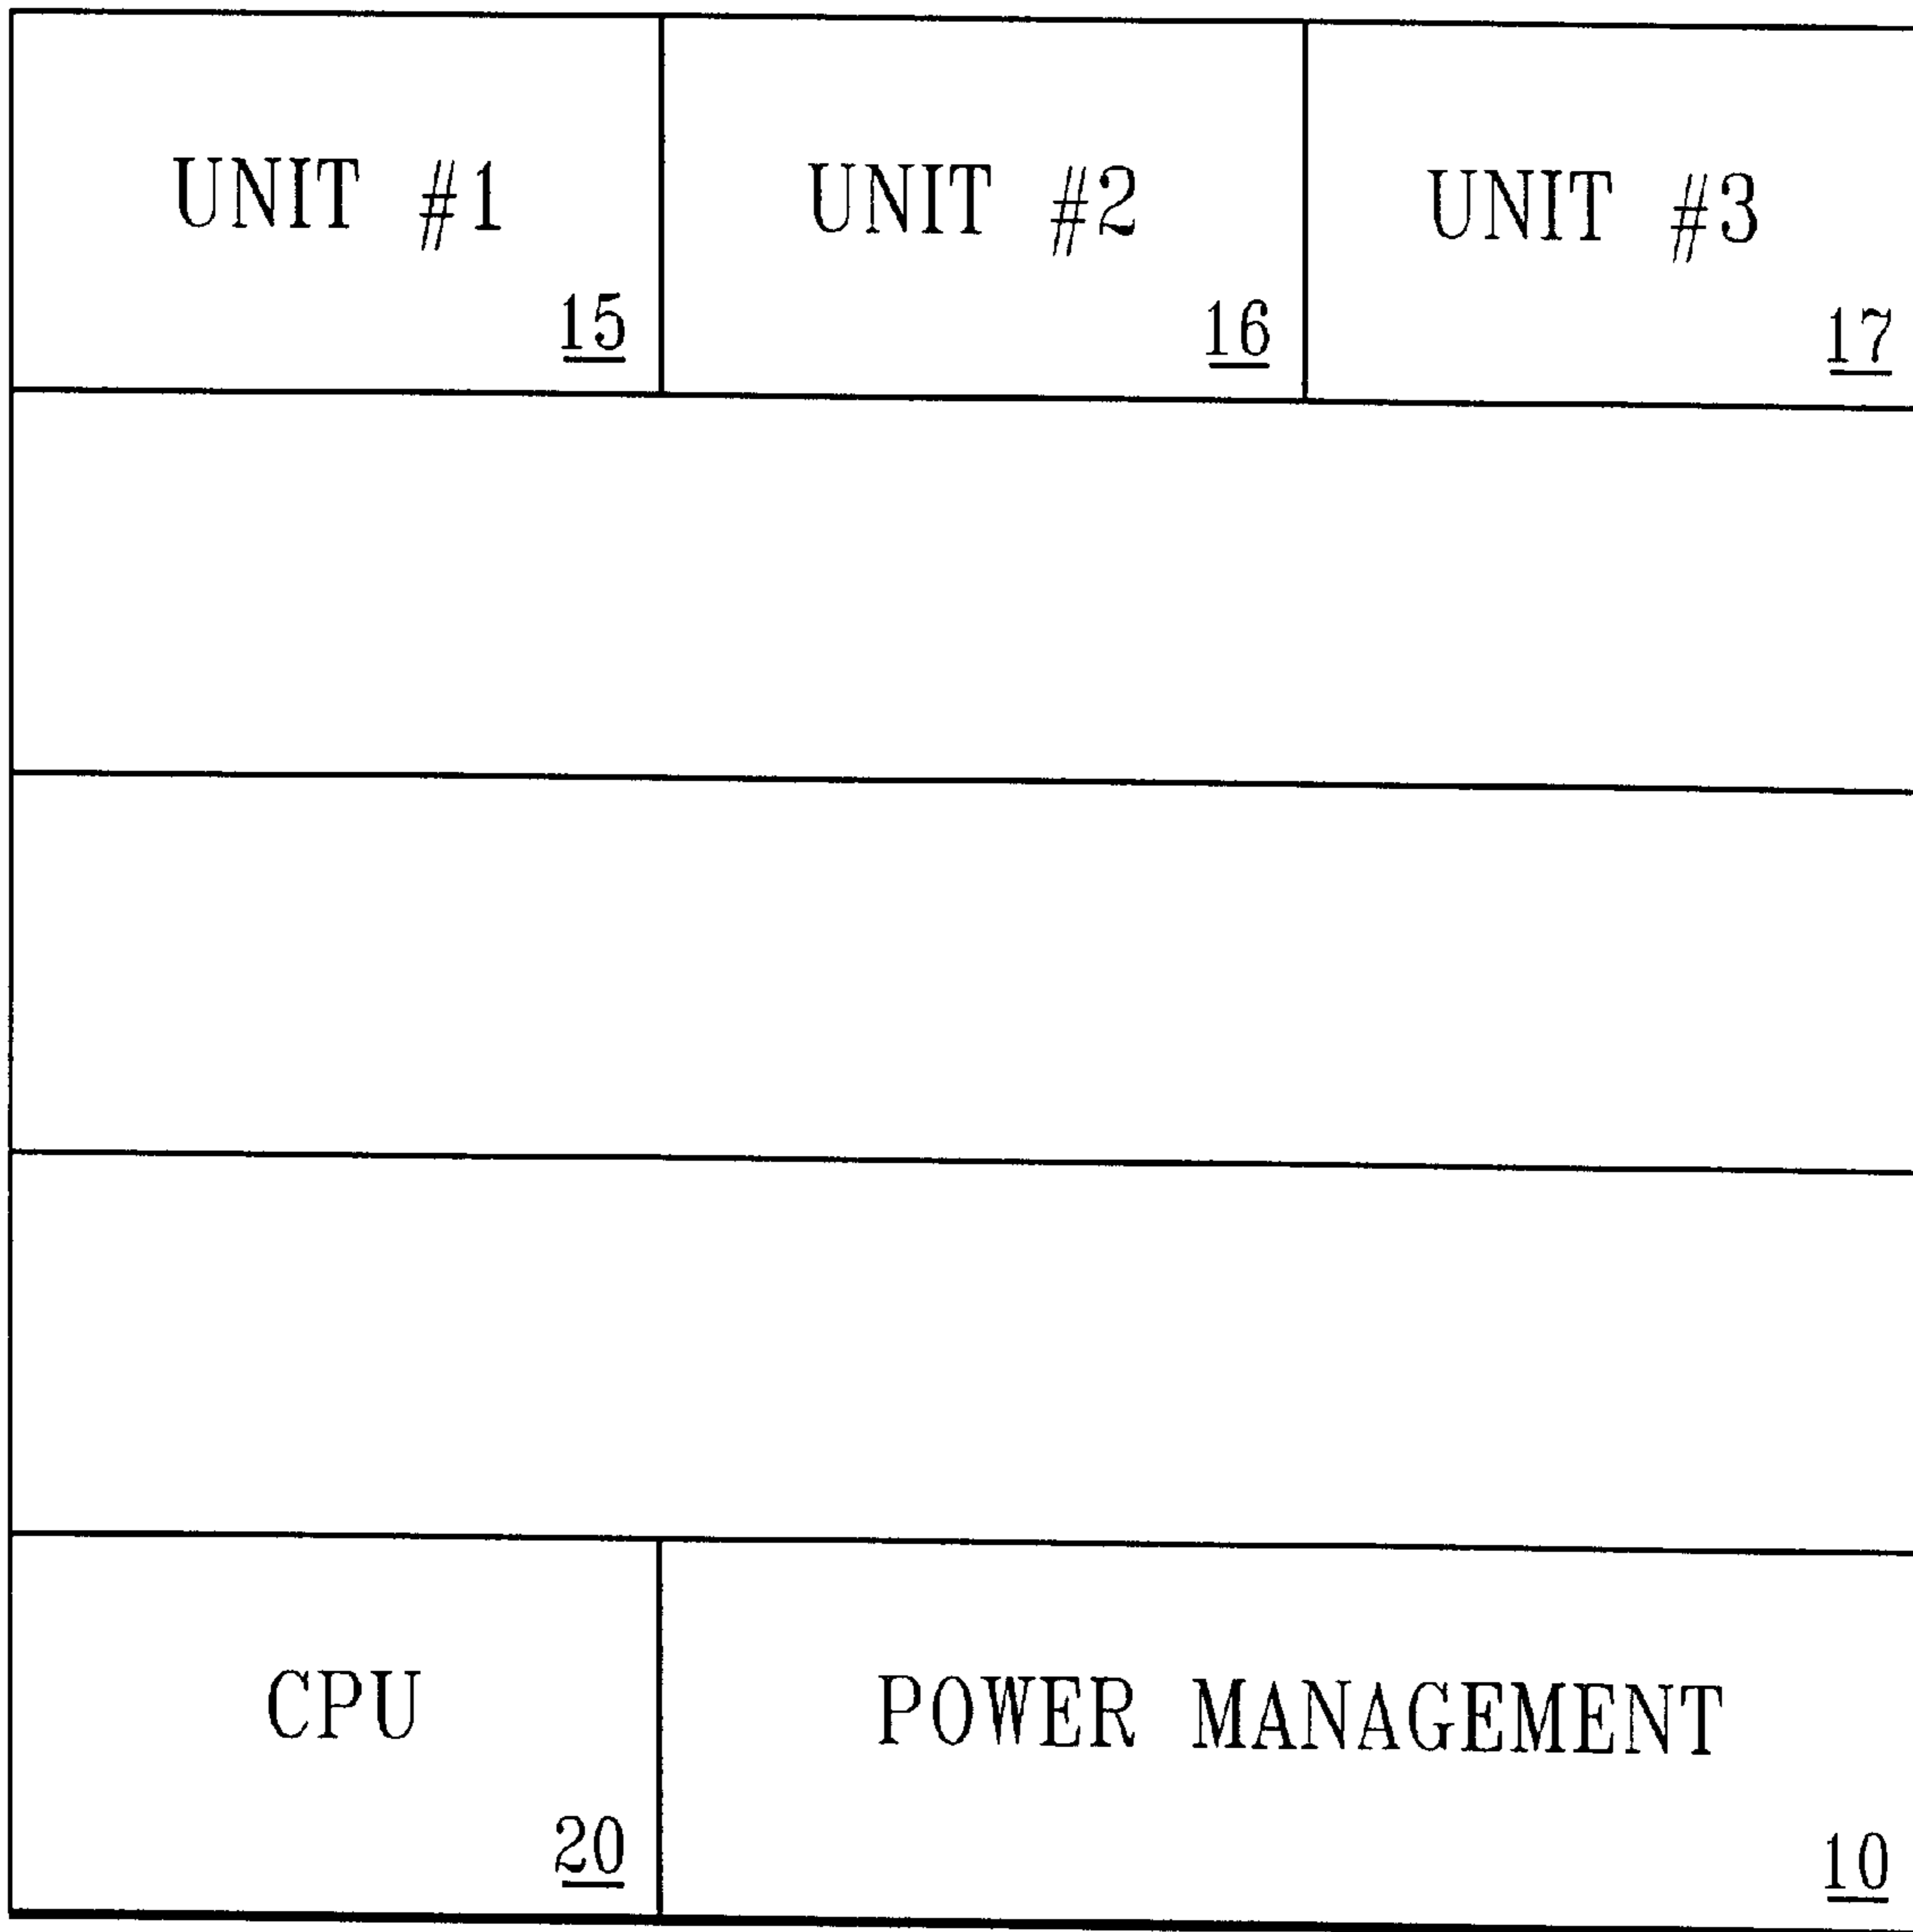 UNIT #1 UNIT #2 UNIT #3
15 16 17
CPU POWER MANAGEMENT
20 10